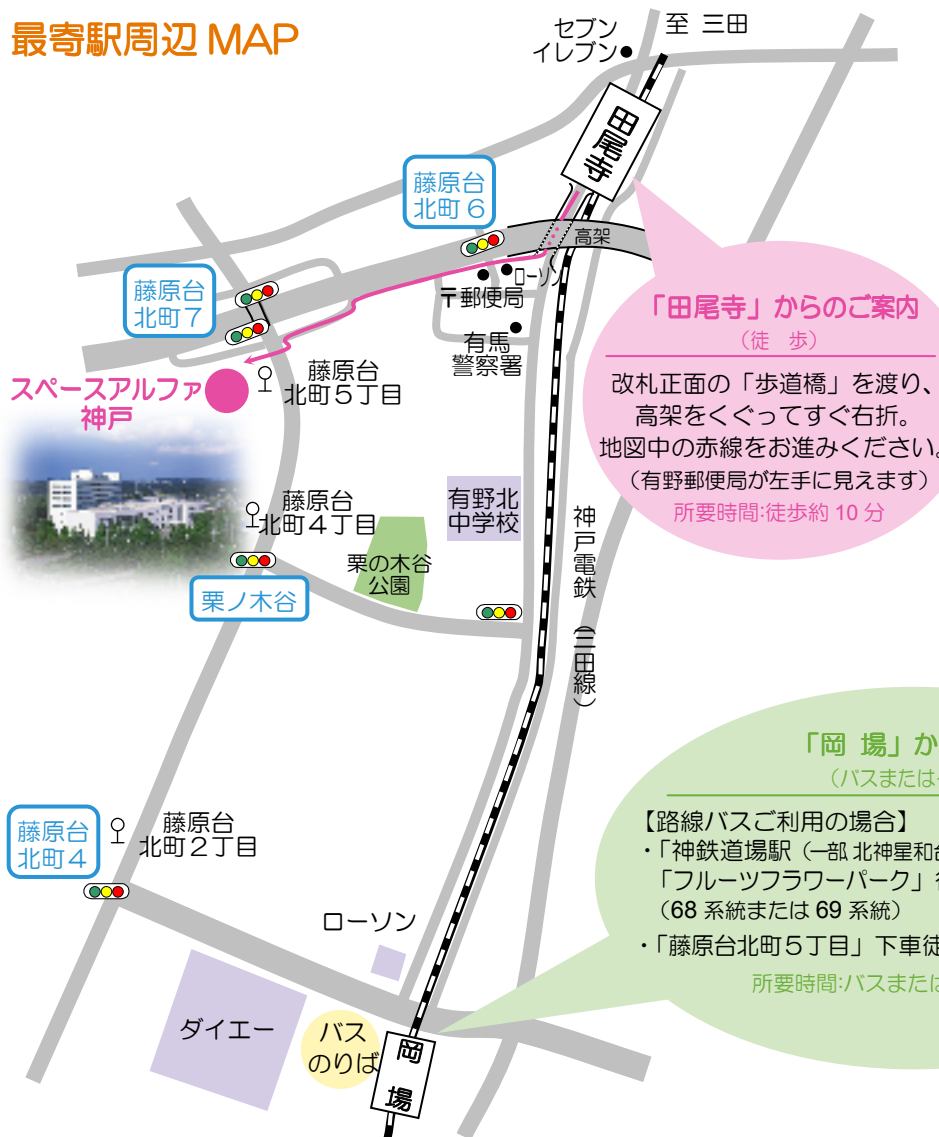 最寄駅周辺 MAP
セブン
イレブン
至 三田
田尾寺
藤原台
北町 6
高架
ローソン
〒郵便局
藤原台
北町 7
有馬
警察署
「田尾寺」からのご案内
（徒 歩）
改札正面の「歩道橋」を渡り、
高架をくぐってすぐ右折。
地図中の赤線をお進みください。
（有野郵便局が左手に見えます）
所要時間:徒歩約 10 分
スペースアルファ
神戸
藤原台
北町５丁目
藤原台
北町４丁目
有野北
中学校
栗の木谷
公園
栗ノ木谷
神戸電鉄（三田線）
「岡 場」か
（バスまたは
【路線バスご利用の場合】
・「神鉄道場駅（一部 北神星和台
「フルーツフラワーパーク」
（68 系統または 69 系統）
・「藤原台北町５丁目」下車徒
所要時間:バスまたは
藤原台
北町 4
藤原台
北町２丁目
ローソン
ダイエー
バス
のりば
岡場